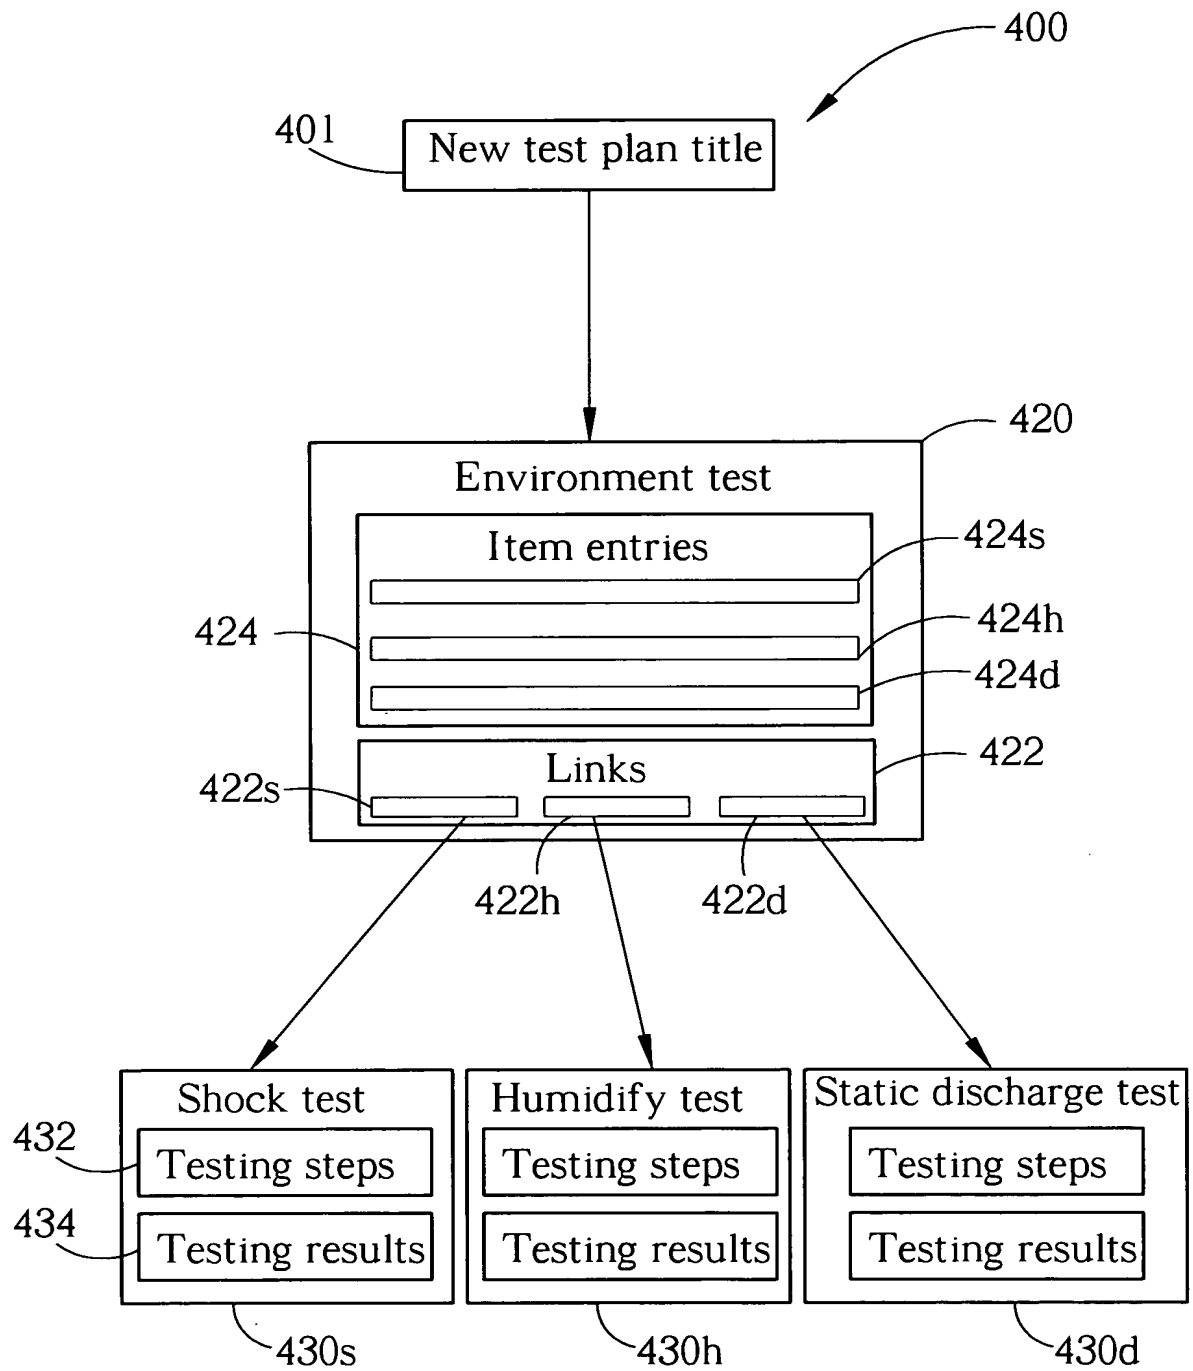 400
401
New test plan title
420
Environment test
Item entries
424s
424
424h
424d
Links
422
422s
422h
422d
Shock test
Humidify test
Static discharge test
432
Testing steps
Testing steps
Testing steps
434
Testing results
Testing results
Testing results
430s
430h
430d